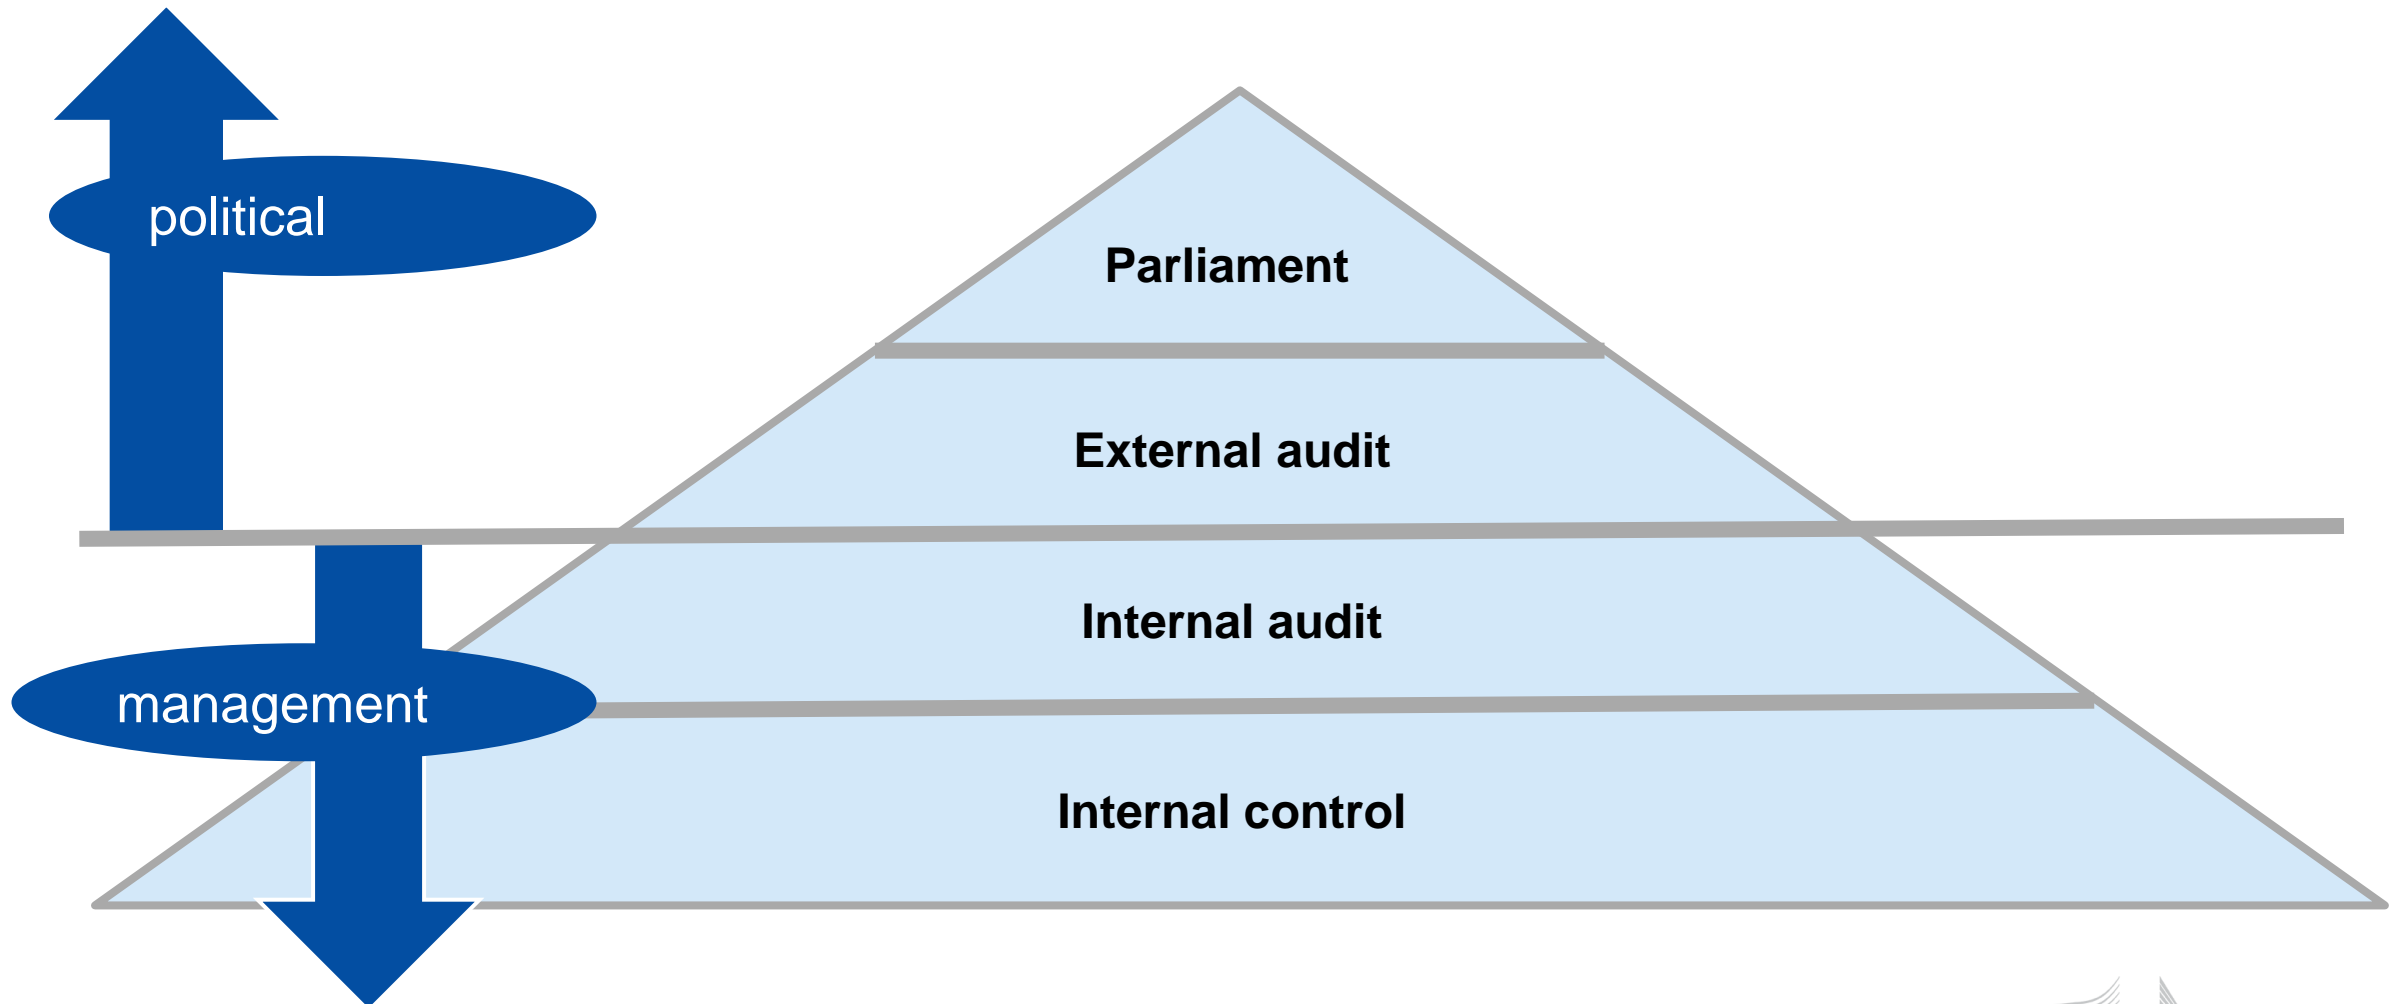 political
Parliament
External audit
Internal audit
management
Internal control